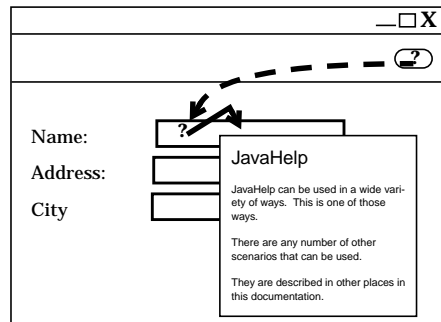 X
?
Name:
?
Address:
City
JavaHelp
JavaHelp can be used in a wide vari-
ety of ways. This is one of those
ways.
There are any number of other
scenarios that can be used.
They are described in other places in
this documentation.